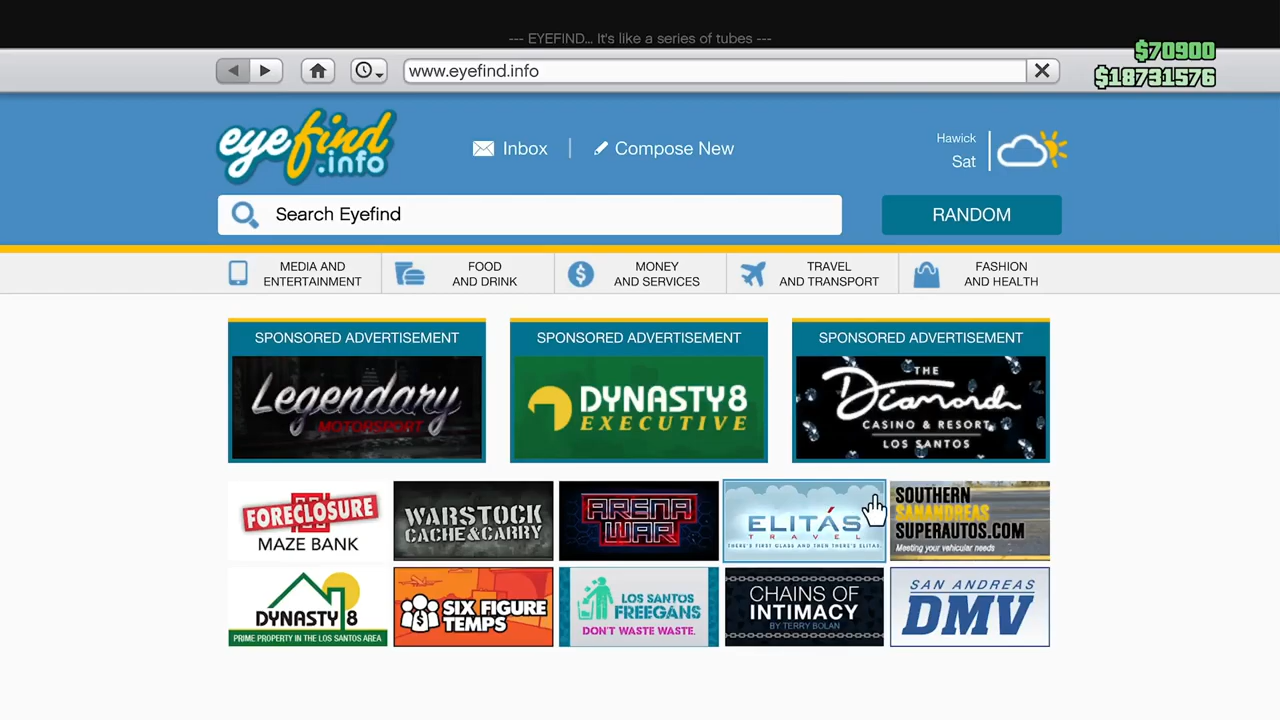 --- EYEFIND... It's like a series of tubes ---
www.eyefind.info
$70900
$18731576
eyefind
.info
Inbox
Compose New
Hawick
Sat
Search Eyefind
RANDOM
MEDIA AND
ENTERTAINMENT
FOOD
AND DRINK
MONEY
AND SERVICES
TRAVEL
AND TRANSPORT
FASHION
AND HEALTH
SPONSORED ADVERTISEMENT
Legendary
MOTORSPORT
SPONSORED ADVERTISEMENT
DYNASTY 8
EXECUTIVE
SPONSORED ADVERTISEMENT
THE
Diamond
CASINO & RESORT
LOS SANTOS
FORECLOSURE
MAZE BANK
WARSTOCK
CACHE & CARRY
ARENA
WAR
ELITÁS
TRAVEL
THERE'S FIRST CLASS AND THEN THERE'S ELITÁS.
SOUTHERN
SANANDREAS
SUPERAUTOS.COM
Meeting your vehicular needs
DYNASTY 8
PRIME PROPERTY IN THE LOS SANTOS AREA
SIX FIGURE
TEMPS
LOS SANTOS
FREEGANS
DON'T WASTE WASTE.
CHAINS OF
INTIMACY
BY TERRY BOLAN
SAN ANDREAS
DMV